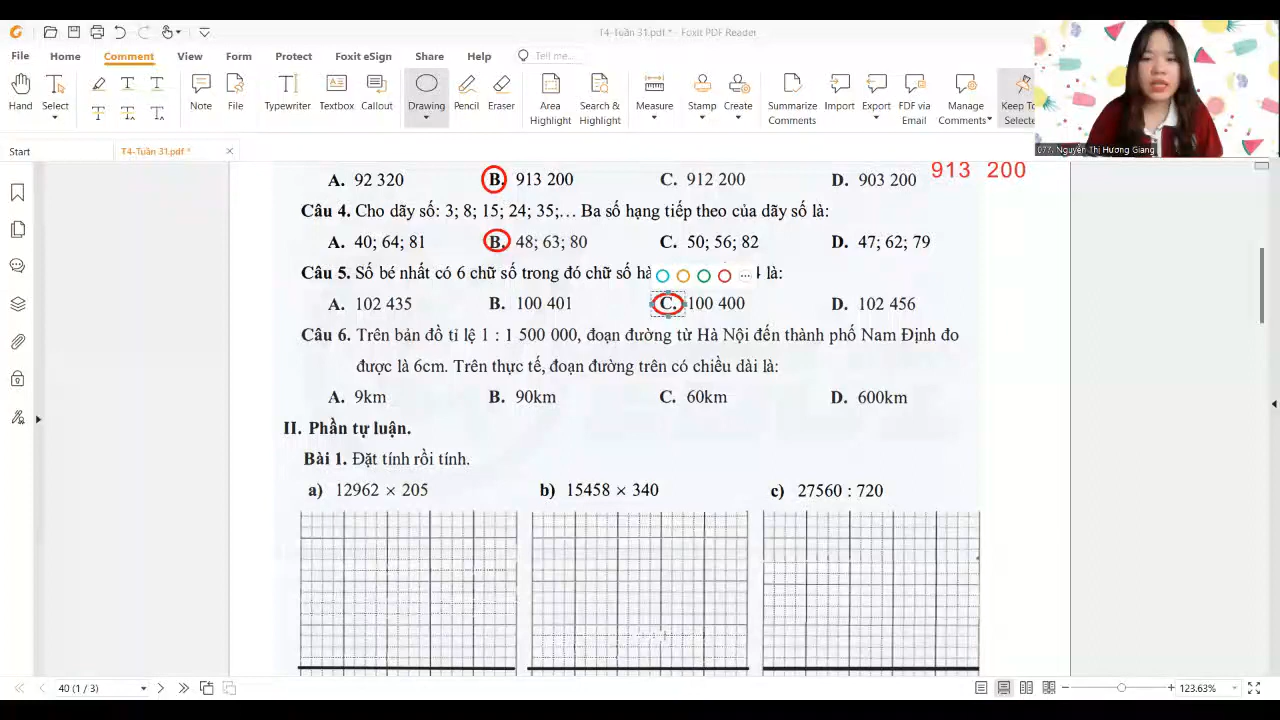 T4-Tuần 31.pdf * - Foxit PDF Reader
File Home Comment View Form Protect Foxit eSign Share Help Tell me...
Hand Select Note File Typewriter Textbox Callout Drawing Pencil Eraser Area Highlight Search & Highlight Measure Stamp Create Summarize Comments Import Export FDF via Email Manage Comments Keep To Selecte
077. Nguyễn Thị Hương Giang
Start T4-Tuần 31.pdf *
913 200
A. 92 320 B. 913 200 C. 912 200 D. 903 200
Câu 4. Cho dãy số: 3; 8; 15; 24; 35;… Ba số hạng tiếp theo của dãy số là:
A. 40; 64; 81 B. 48; 63; 80 C. 50; 56; 82 D. 47; 62; 79
Câu 5. Số bé nhất có 6 chữ số trong đó chữ số là:
A. 102 435 B. 100 401 C. 100 400 D. 102 456
Câu 6. Trên bản đồ tỉ lệ 1 : 1 500 000, đoạn đường từ Hà Nội đến thành phố Nam Định đo
được là 6cm. Trên thực tế, đoạn đường trên có chiều dài là:
A. 9km B. 90km C. 60km D. 600km
II. Phần tự luận.
Bài 1. Đặt tính rồi tính.
a) 12962 × 205 b) 15458 × 340 c) 27560 : 720
40 (1 / 3) 123.63%